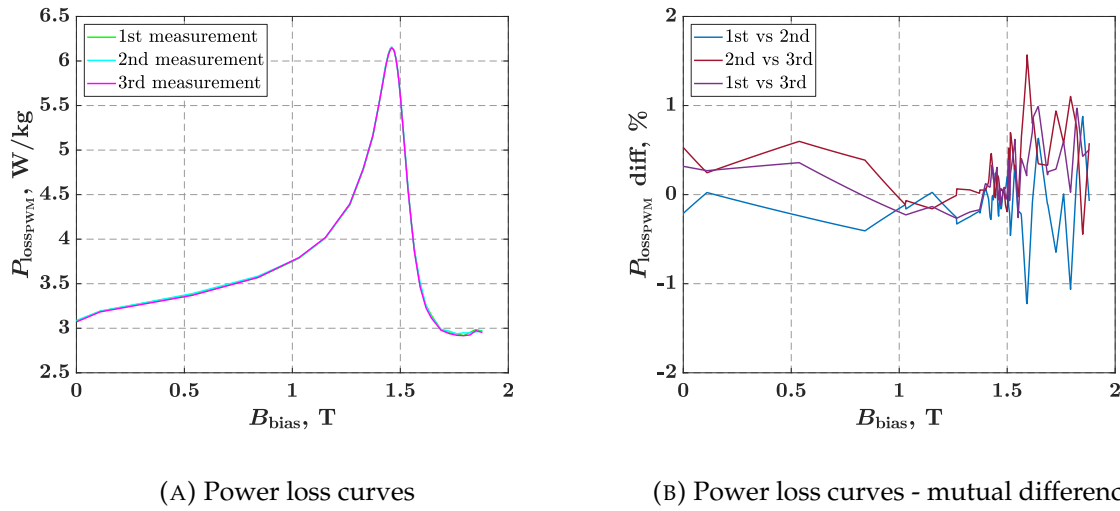 6.5
6
5.5
5
4.5
4
3.5
3
2.5
0 0.5 1 1.5 2
P_lossPWM, W/kg
B_bias, T
1st measurement
2nd measurement
3rd measurement
(A) Power loss curves
2
1
0
-1
-2
0 0.5 1 1.5 2
P_lossPWM diff, %
B_bias, T
1st vs 2nd
2nd vs 3rd
1st vs 3rd
(B) Power loss curves - mutual differenc